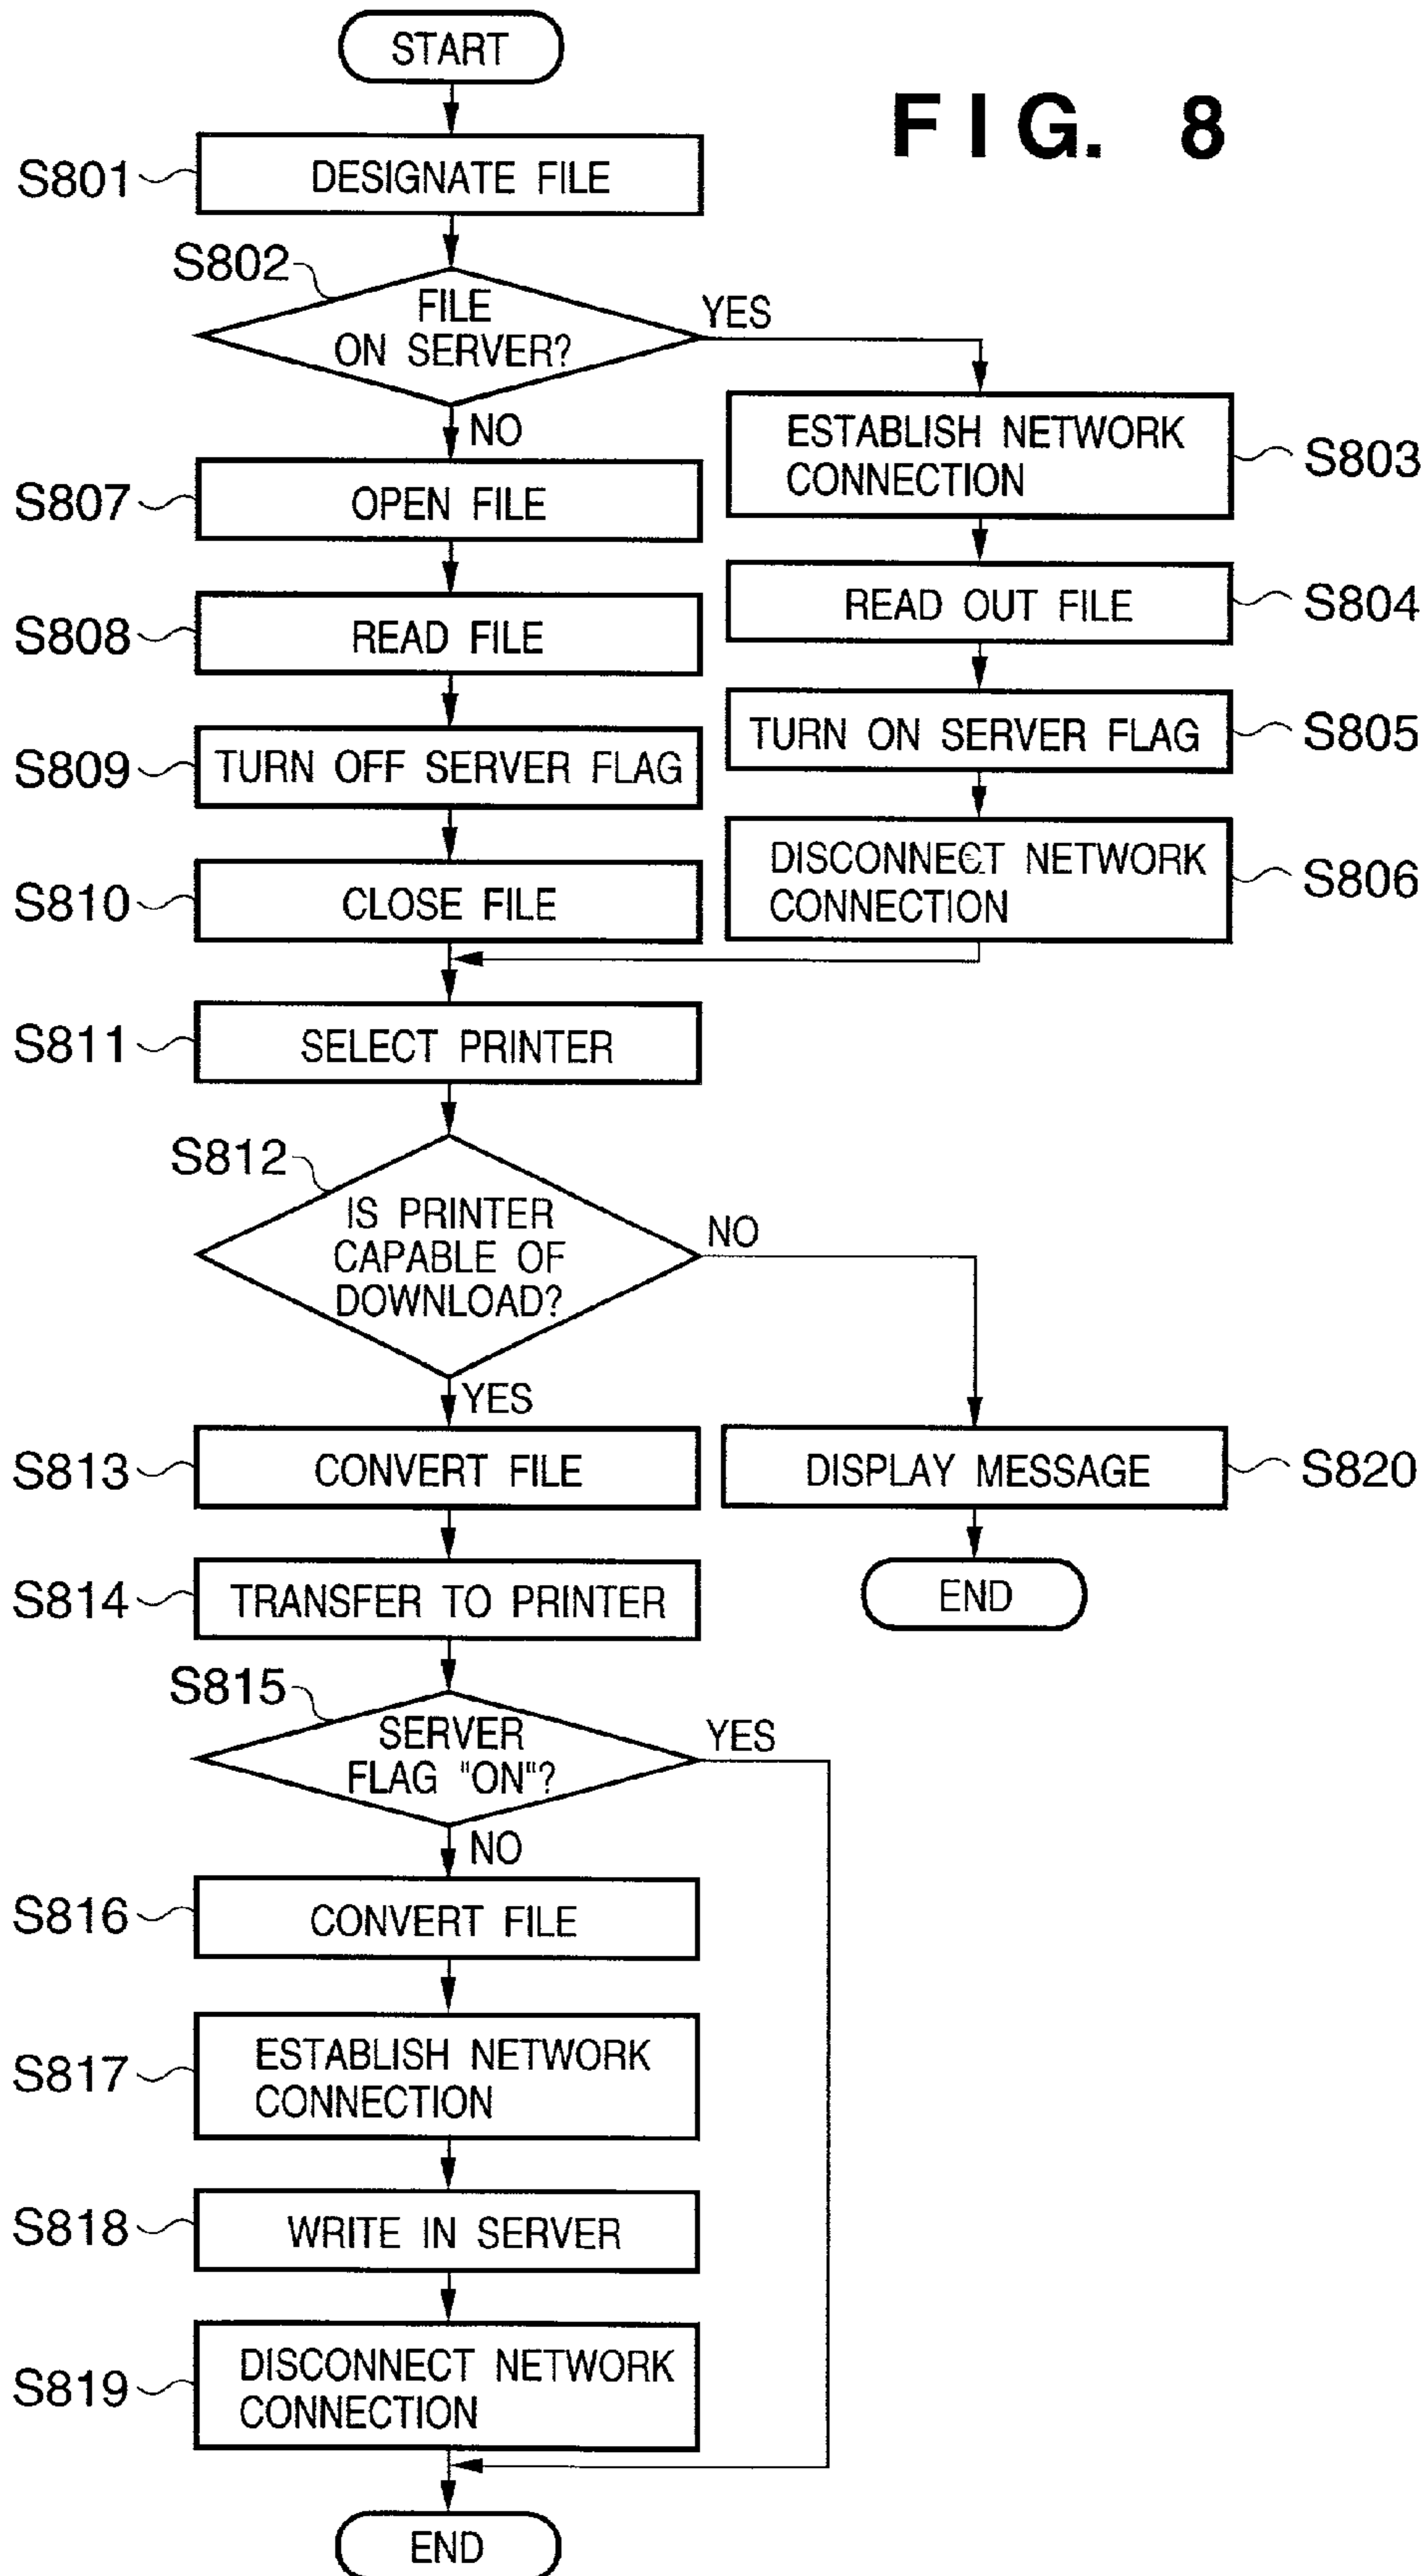 START
FIG. 8
S801
DESIGNATE FILE
S802
FILE
ON SERVER?
YES
NO
ESTABLISH NETWORK
CONNECTION
S803
S807
OPEN FILE
READ OUT FILE
S804
S808
READ FILE
TURN ON SERVER FLAG
S805
S809
TURN OFF SERVER FLAG
DISCONNECT NETWORK
CONNECTION
S806
S810
CLOSE FILE
S811
SELECT PRINTER
S812
IS PRINTER
CAPABLE OF
DOWNLOAD?
NO
YES
S813
CONVERT FILE
DISPLAY MESSAGE
S820
S814
TRANSFER TO PRINTER
END
S815
SERVER
FLAG "ON"?
YES
NO
S816
CONVERT FILE
S817
ESTABLISH NETWORK
CONNECTION
S818
WRITE IN SERVER
S819
DISCONNECT NETWORK
CONNECTION
END